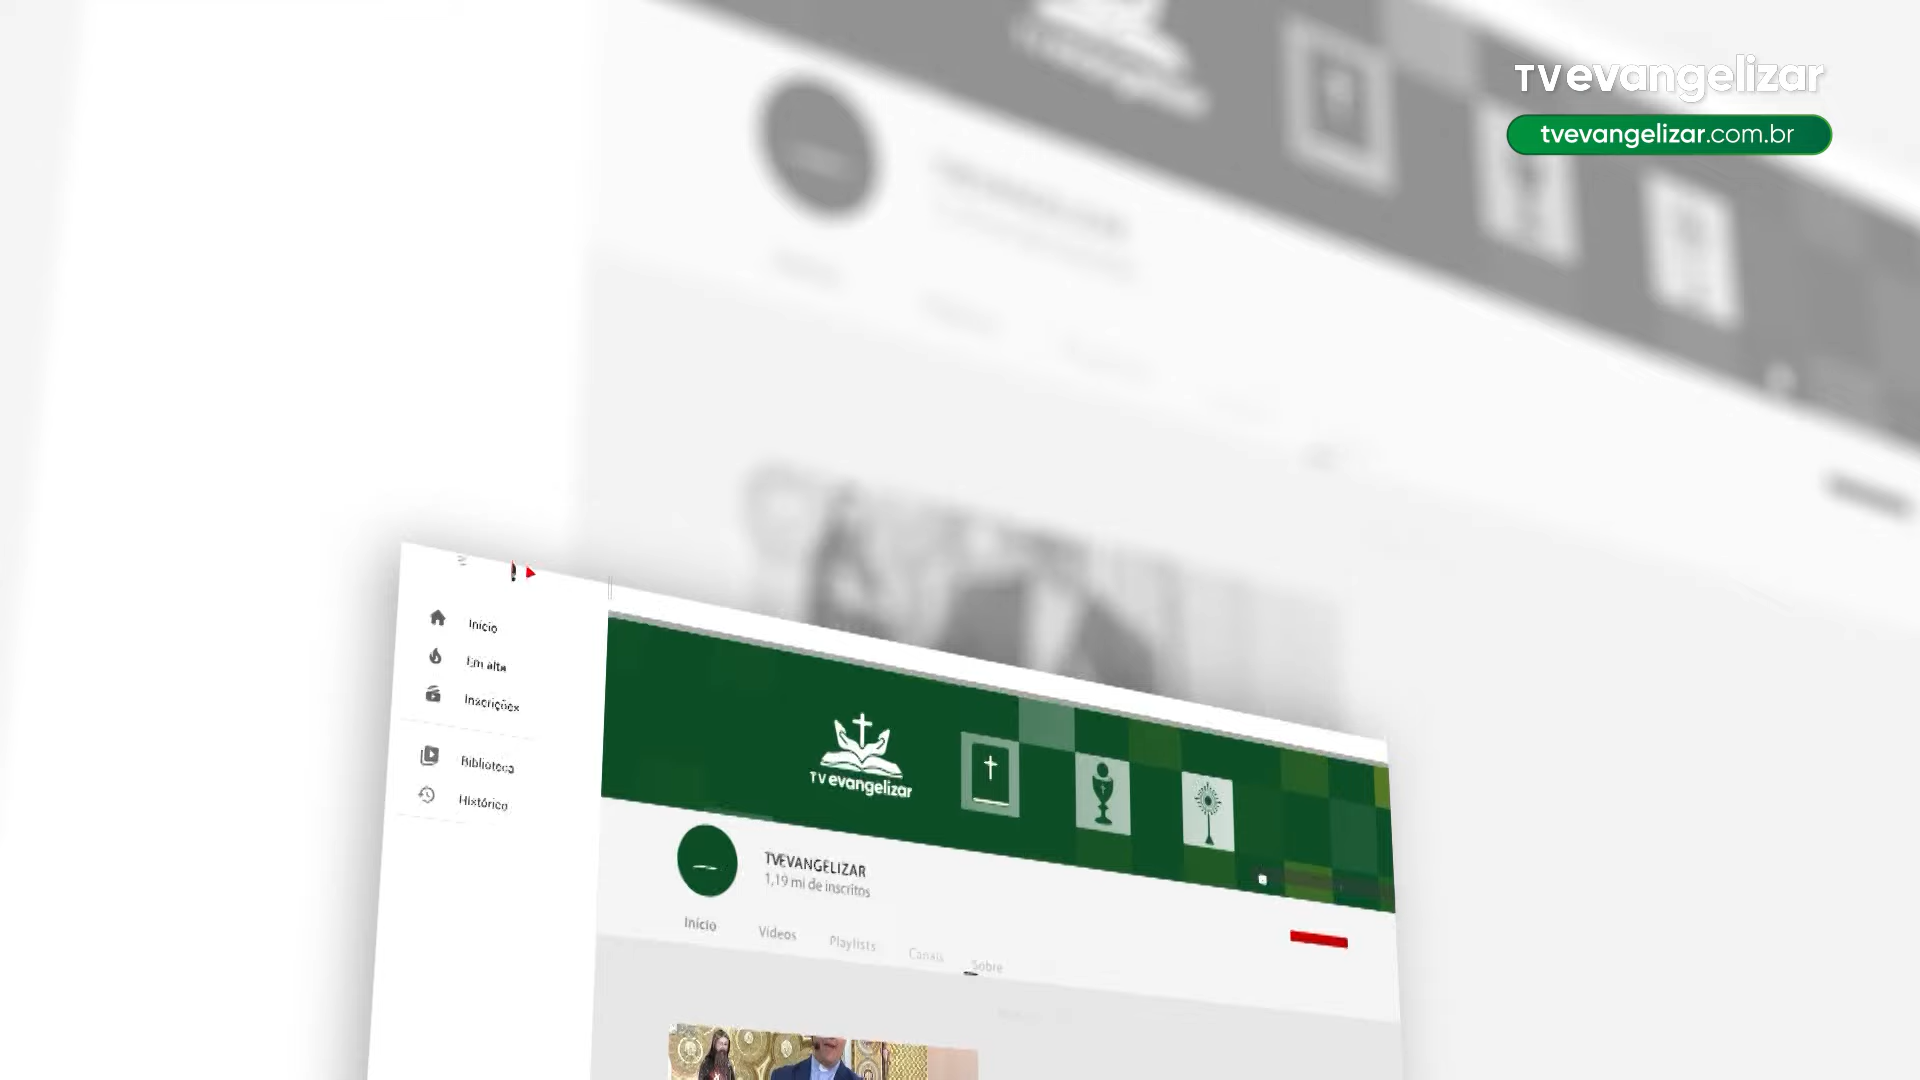 TVevangelizar
tvevangelizar.com.br
Início
Em alta
Inscrições
Biblioteca
Histórico
TV evangelizar
TVEVANGELIZAR
1,19 mi de inscritos
Início
Vídeos
Playlists
Canais
Sobre